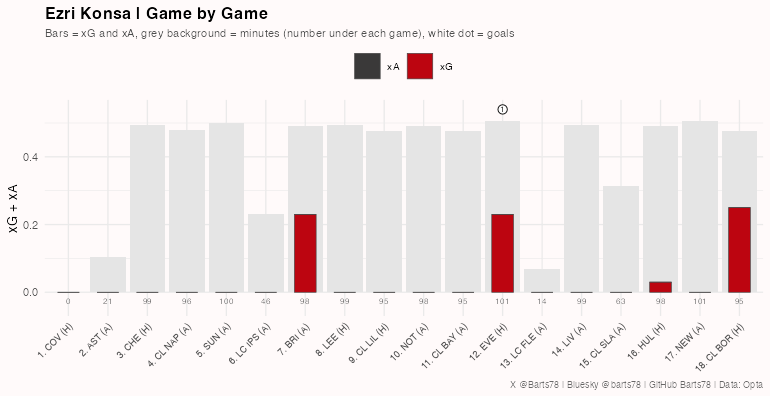 Ezri Konsa | Game by Game
Bars = xG and xA, grey background = minutes (number under each game), white dot = goals
xA xG
1
xG + xA
0.4
0.2
0.0
0 21 99 96 100 46 98 99 95 98 95 101 14 99 63 98 101 95
1. COV (H)
2. AST (A)
3. CHE (H)
4. CL NAP (A)
5. SUN (A)
6. LC IPS (A)
7. BRI (A)
8. LEE (H)
9. CL LIL (H)
10. NOT (A)
11. CL BAY (A)
12. EVE (H)
13. LC FLE (A)
14. LIV (A)
15. CL SLA (A)
16. HUL (H)
17. NEW (A)
18. CL BOR (H)
X @Barts78 | Bluesky @barts78 | GitHub Barts78 | Data: Opta